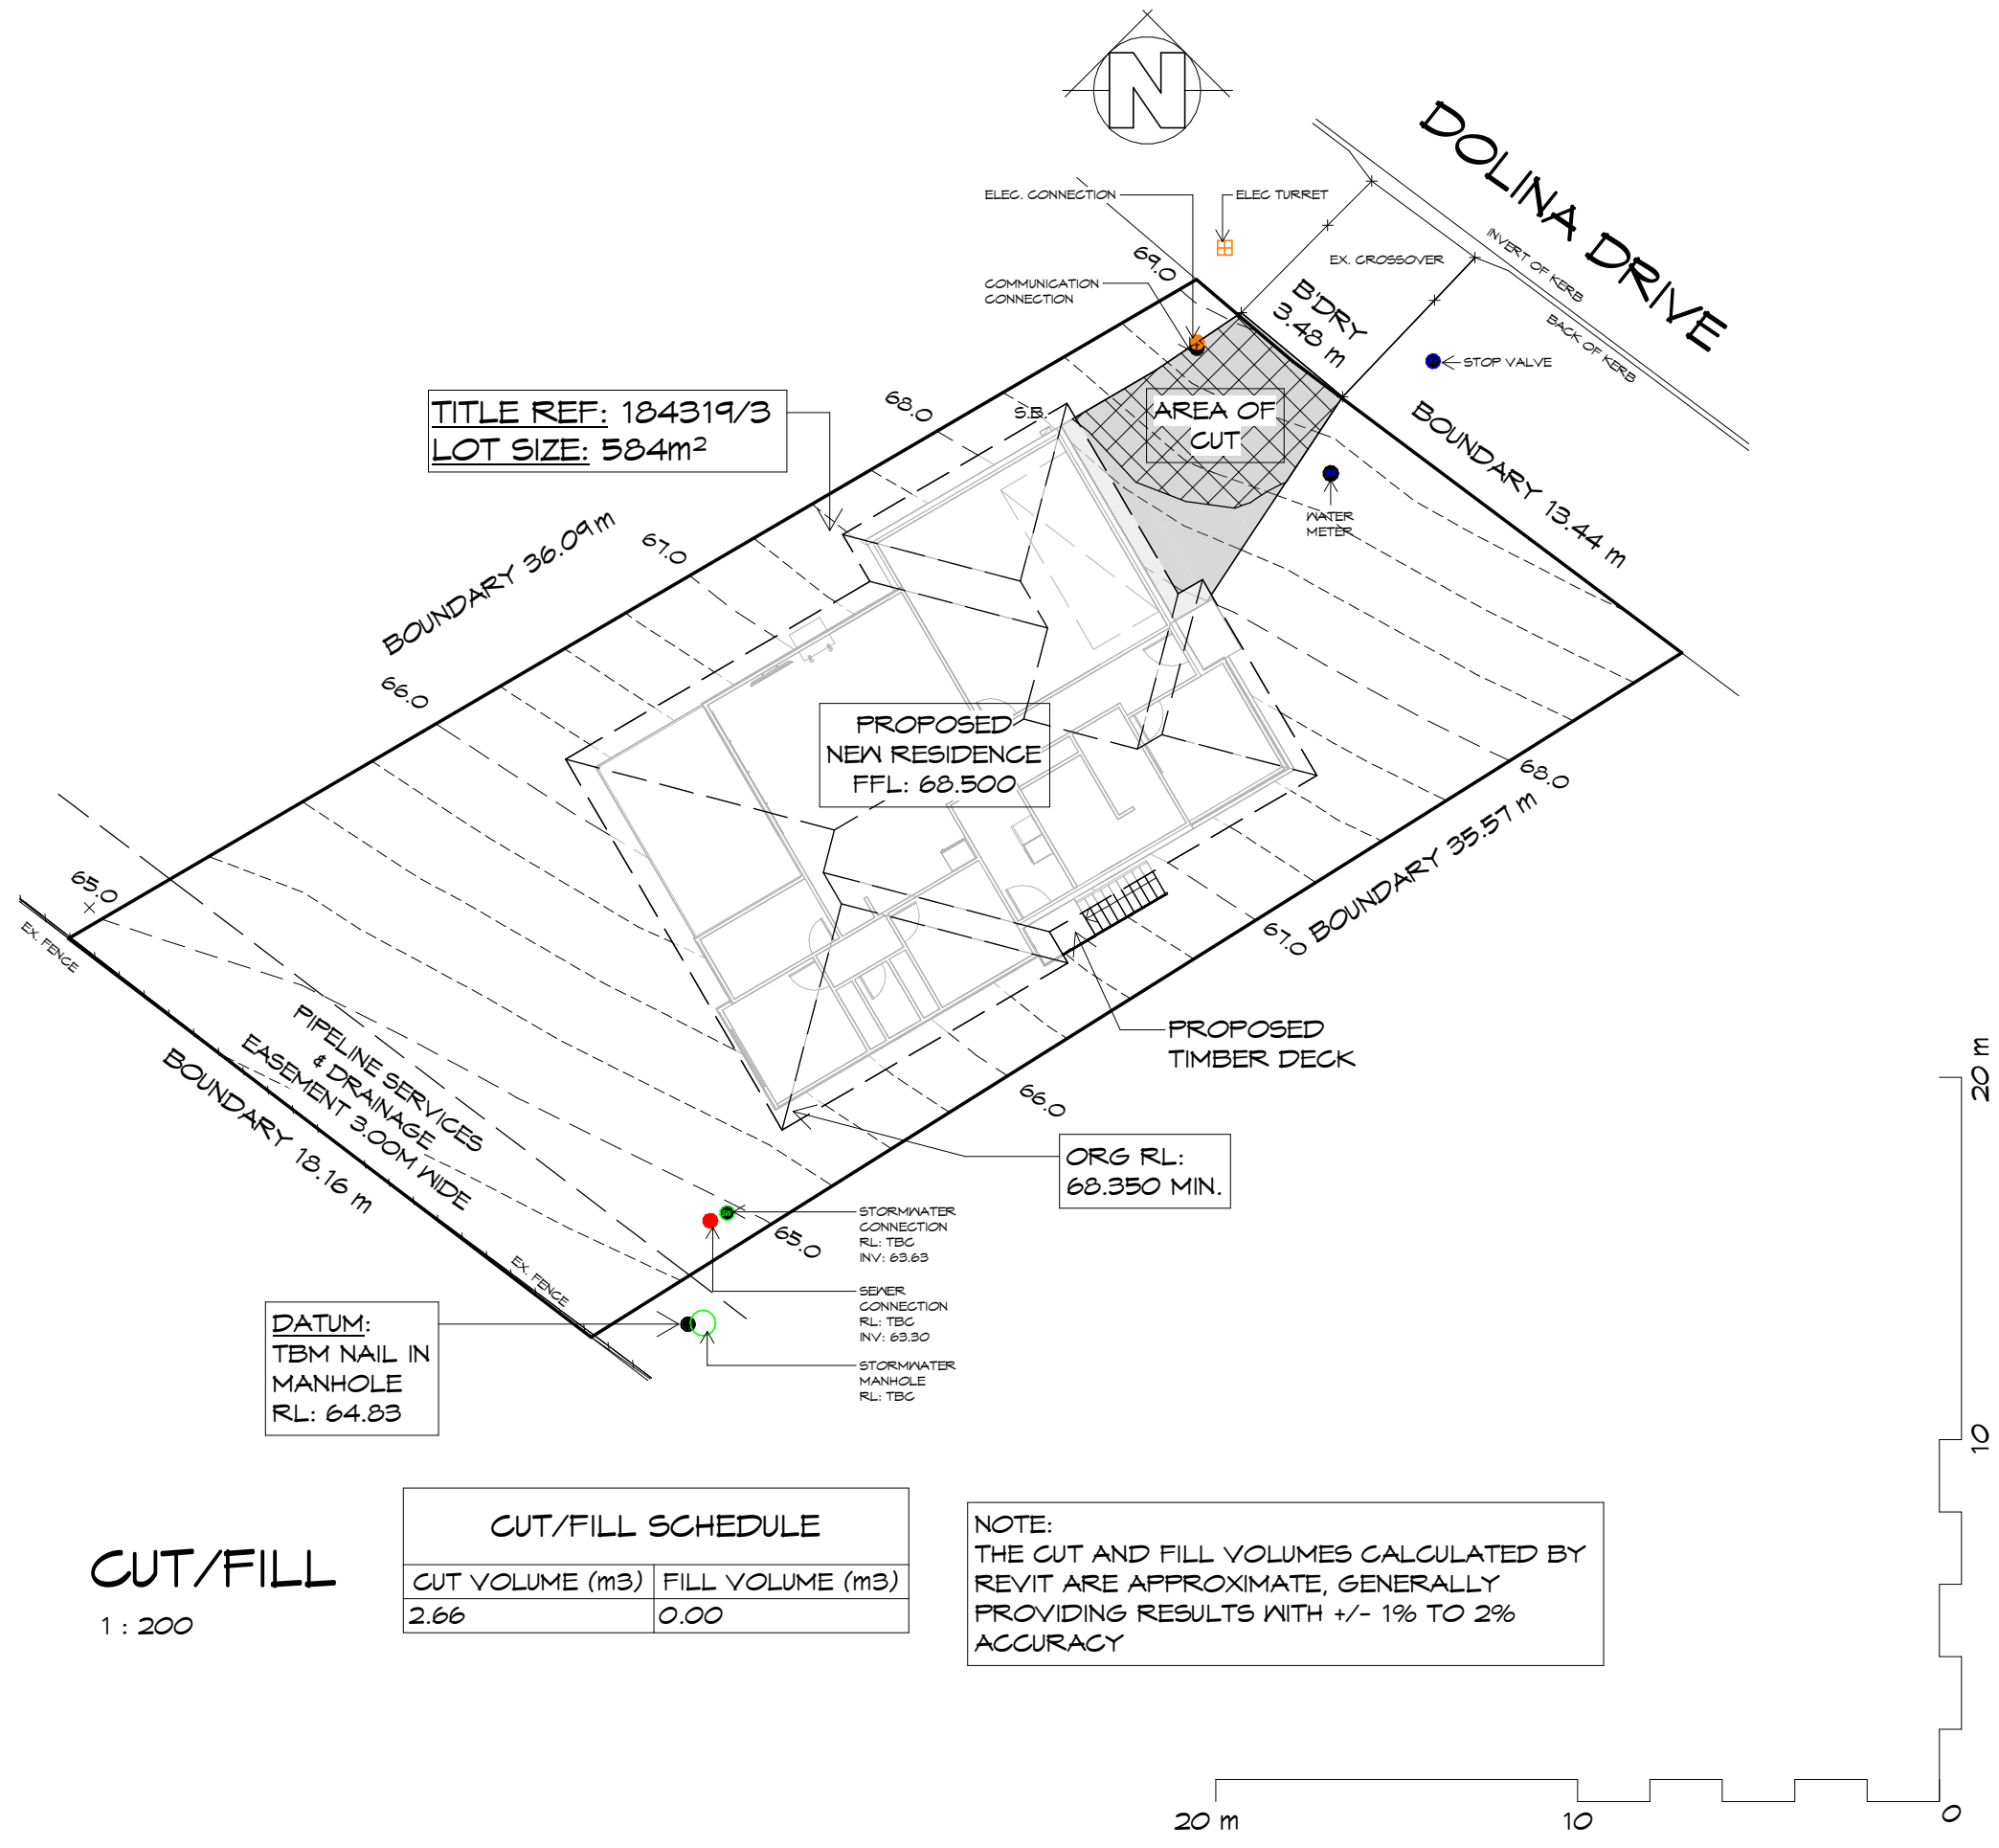 N
DOLINA DRIVE
ELEC. CONNECTION
ELEC TURRET
INVERT OF KERB
EX. CROSSOVER
69.0
COMMUNICATION
CONNECTION
B'DRY
3.48 m
BACK OF KERB
STOP VALVE
TITLE REF: 184319/3
LOT SIZE: 584m²
68.0
S.B.
AREA OF
CUT
BOUNDARY 13.44 m
WATER
METER
BOUNDARY 36.09m
67.0
66.0
PROPOSED
NEW RESIDENCE
FFL: 68.500
68.0
BOUNDARY 35.57 m
67.0
65.0
EX. FENCE
PIPELINE SERVICES
& DRAINAGE
EASEMENT 3.00M WIDE
BOUNDARY 18.16 m
PROPOSED
TIMBER DECK
66.0
ORG RL:
68.350 MIN.
65.0
STORMWATER
CONNECTION
RL: TBC
INV: 63.63
EX. FENCE
SEWER
CONNECTION
RL: TBC
INV: 63.30
STORMWATER
MANHOLE
RL: TBC
DATUM:
TBM NAIL IN
MANHOLE
RL: 64.83
CUT/FILL
1 : 200
CUT/FILL SCHEDULE
CUT VOLUME (m3) FILL VOLUME (m3)
2.66 0.00
NOTE:
THE CUT AND FILL VOLUMES CALCULATED BY
REVIT ARE APPROXIMATE, GENERALLY
PROVIDING RESULTS WITH +/- 1% TO 2%
ACCURACY
20 m
10
20 m
10
0